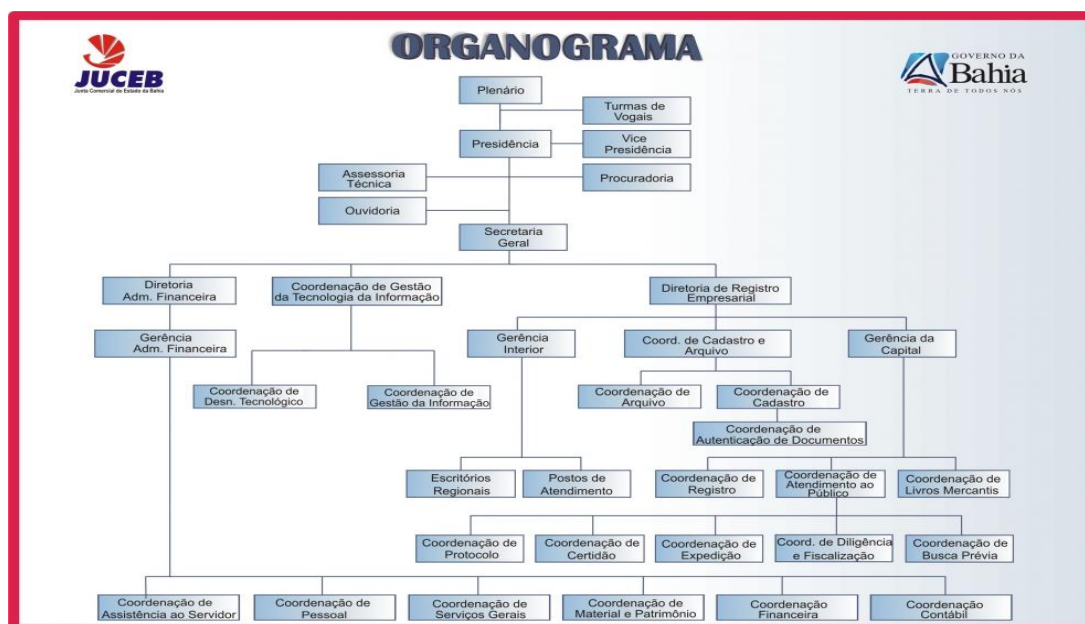 ORGANOGRAMA
JUCEB
Junta Comercial do Estado da Bahia
GOVERNO DA
Bahia
TERRA DE TODOS NÓS
Plenário
Turmas de
Vogais
Presidência
Vice
Presidência
Assessoria
Técnica
Procuradoria
Ouvidoria
Secretaria
Geral
Diretoria
Adm. Financeira
Coordenação de Gestão
da Tecnologia da Informação
Diretoria de Registro
Empresarial
Gerência
Adm. Financeira
Gerência
Interior
Coord. de Cadastro e
Arquivo
Gerência da
Capital
Coordenação de
Desn. Tecnológico
Coordenação de
Gestão da Informação
Coordenação de
Arquivo
Coordenação de
Cadastro
Coordenação de
Autenticação de Documentos
Escritórios
Regionais
Postos de
Atendimento
Coordenação de
Registro
Coordenação de
Atendimento ao
Público
Coordenação de
Livros Mercantis
Coordenação de
Protocolo
Coordenação de
Certidão
Coordenação de
Expedição
Coord. de Diligência
e Fiscalização
Coordenação de
Busca Prévia
Coordenação de
Assistência ao Servidor
Coordenação de
Pessoal
Coordenação de
Serviços Gerais
Coordenação de
Material e Patrimônio
Coordenação
Financeira
Coordenação
Contábil